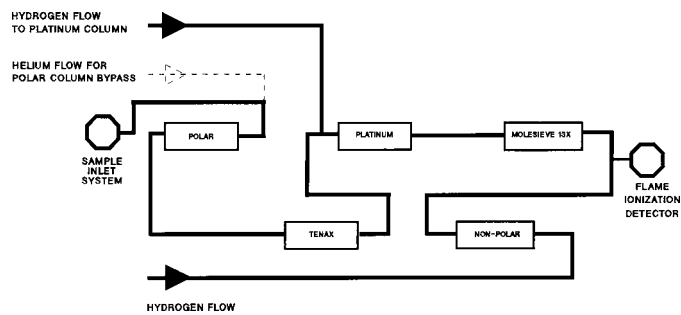 HYDROGEN FLOW
TO PLATINUM COLUMN
HELIUM FLOW FOR
POLAR COLUMN BYPASS
POLAR
PLATINUM
MOLESIEVE 13X
SAMPLE
INLET
SYSTEM
FLAME
IONIZATION
DETECTOR
TENAX
NON-POLAR
HYDROGEN FLOW